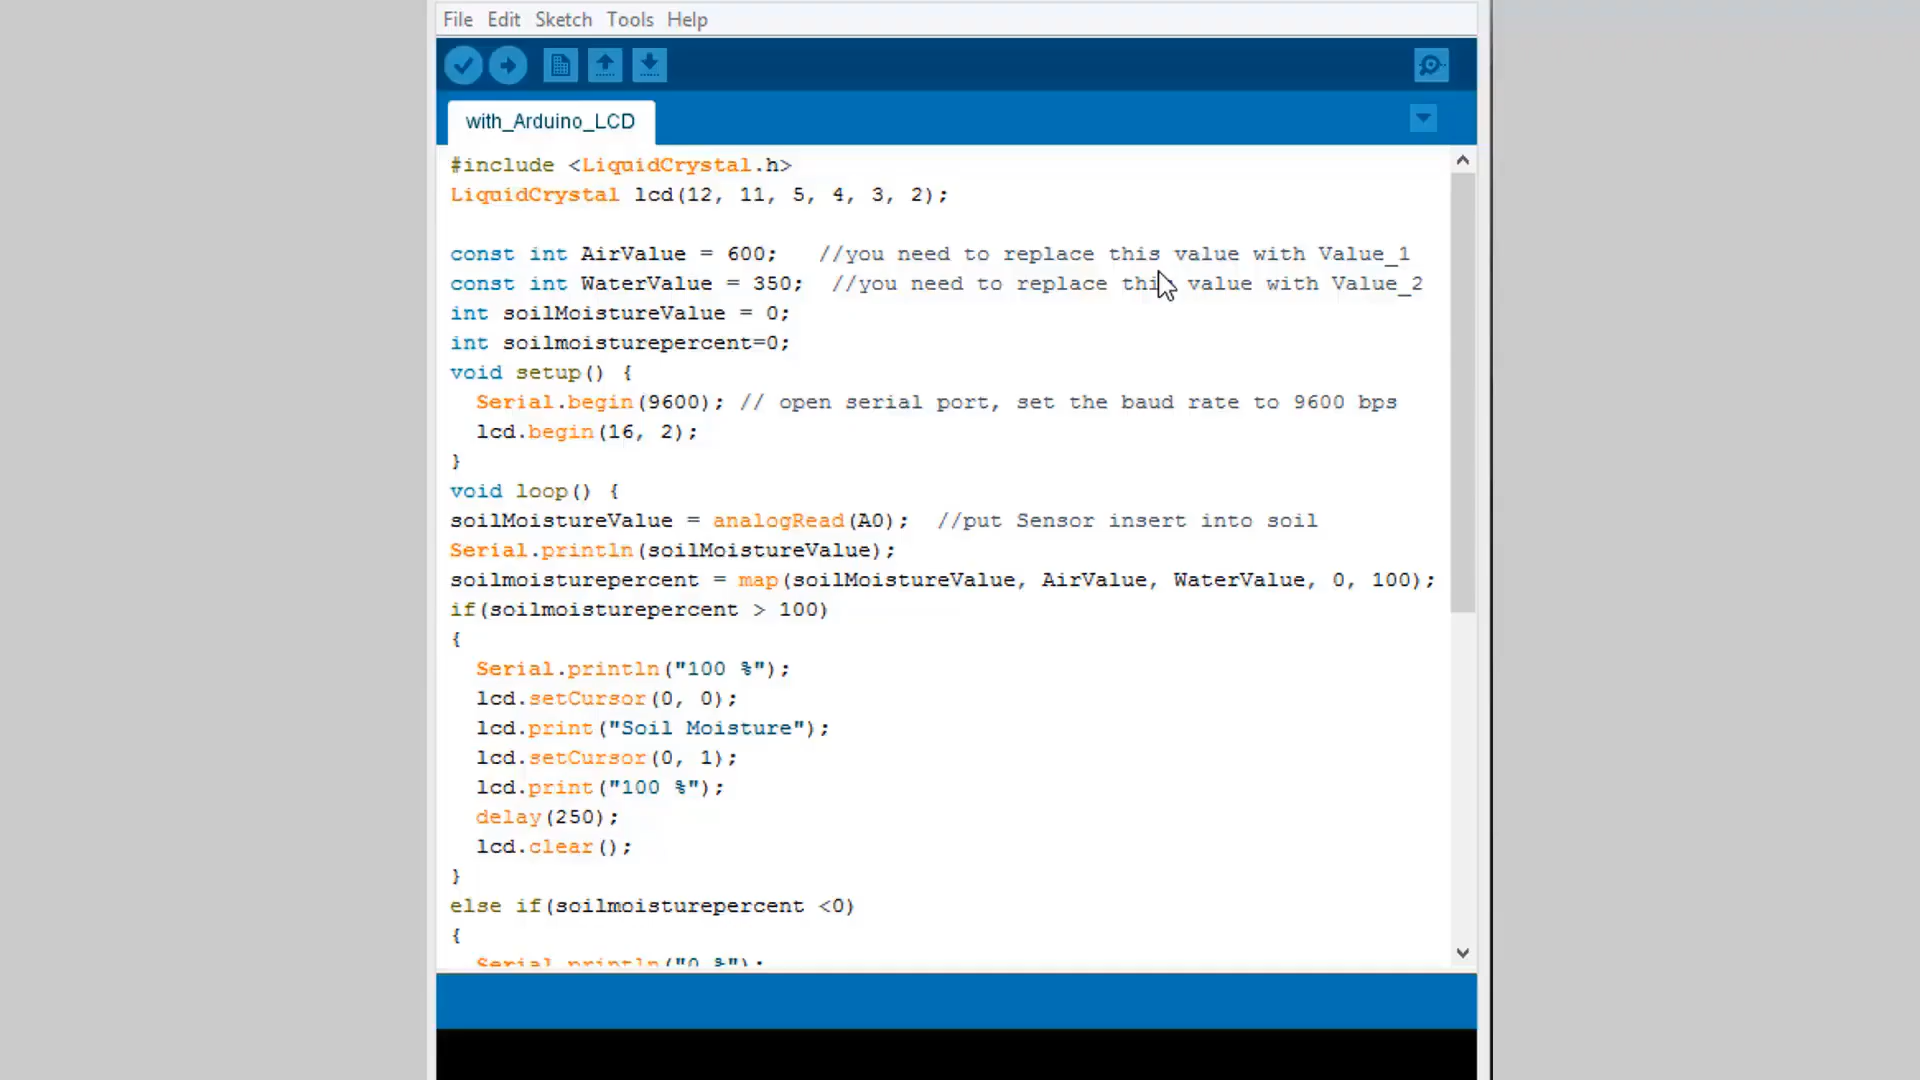 File Edit Sketch Tools Help
with_Arduino_LCD
#include <LiquidCrystal.h>
LiquidCrystal lcd(12, 11, 5, 4, 3, 2);
const int AirValue = 600;   //you need to replace this value with Value_1
const int WaterValue = 350;  //you need to replace this value with Value_2
int soilMoistureValue = 0;
int soilmoisturepercent=0;
void setup() {
  Serial.begin(9600); // open serial port, set the baud rate to 9600 bps
  lcd.begin(16, 2);
}
void loop() {
soilMoistureValue = analogRead(A0);  //put Sensor insert into soil
Serial.println(soilMoistureValue);
soilmoisturepercent = map(soilMoistureValue, AirValue, WaterValue, 0, 100);
if(soilmoisturepercent > 100)
{
  Serial.println("100 %");
  lcd.setCursor(0, 0);
  lcd.print("Soil Moisture");
  lcd.setCursor(0, 1);
  lcd.print("100 %");
  delay(250);
  lcd.clear();
}
else if(soilmoisturepercent <0)
{
  Serial.println("0 %");